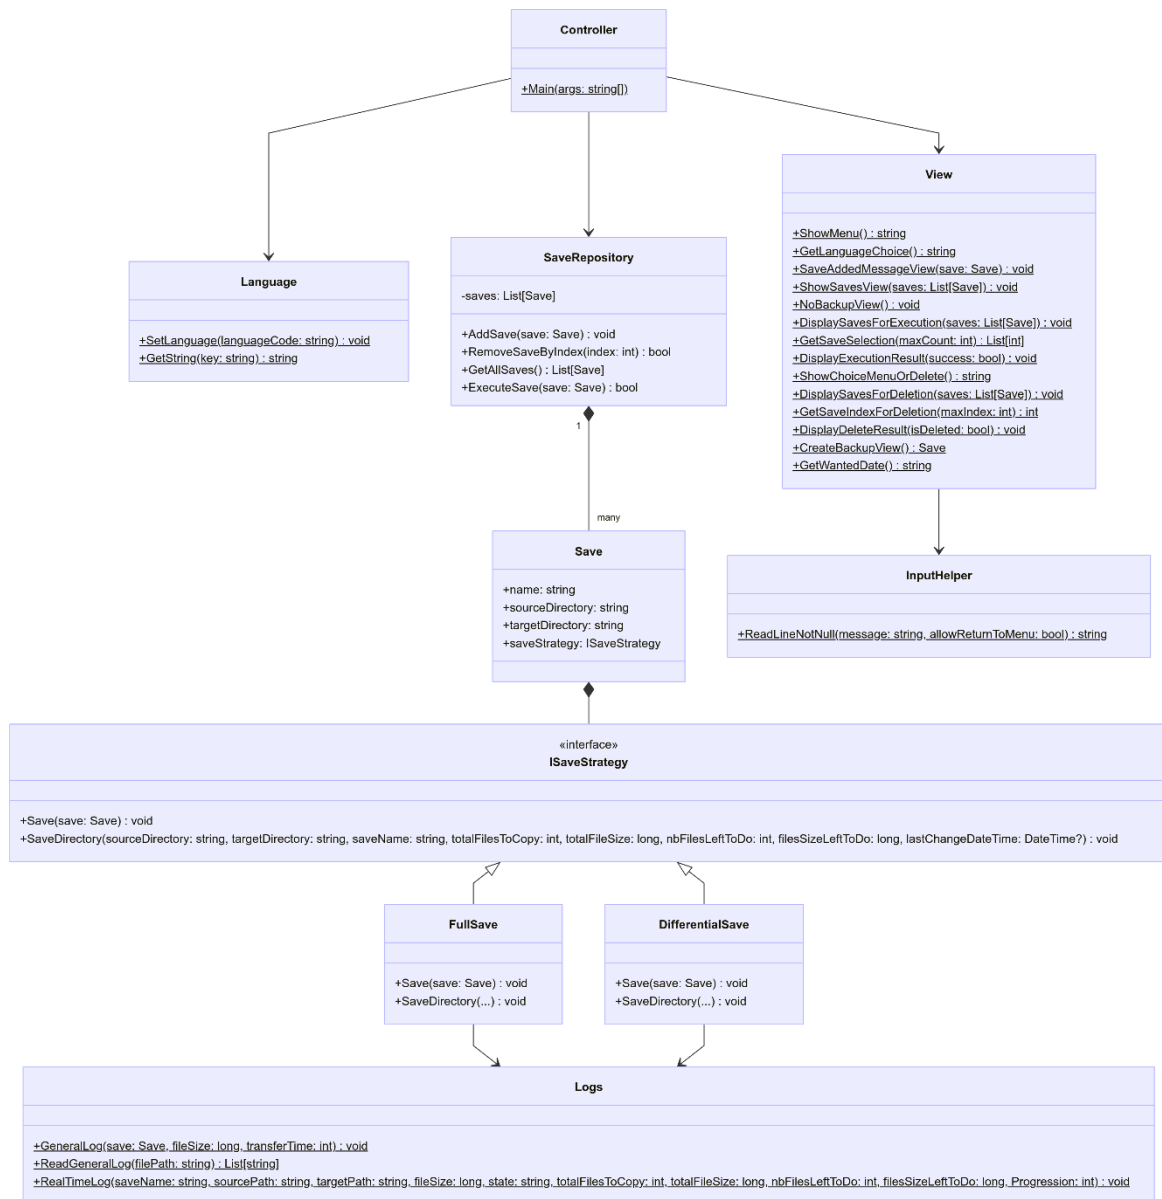 Controller
+Main(args: string[])
View
+ShowMenu() : string
+GetLanguageChoice() : string
+SaveAddedMessageView(save: Save) : void
+ShowSavesView(saves: List[Save]) : void
+NoBackupView() : void
+DisplaySavesForExecution(saves: List[Save]) : void
+GetSaveSelection(maxCount: int) : List[int]
+DisplayExecutionResult(success: bool) : void
+ShowChoiceMenuOrDelete() : string
+DisplaySavesForDeletion(saves: List[Save]) : void
+GetSaveIndexForDeletion(maxIndex: int) : int
+DisplayDeleteResult(isDeleted: bool) : void
+CreateBackupView() : Save
+GetWantedDate() : string
SaveRepository
-saves: List[Save]
+AddSave(save: Save) : void
+RemoveSaveByIndex(index: int) : bool
+GetAllSaves() : List[Save]
+ExecuteSave(save: Save) : bool
Language
+SetLanguage(languageCode: string) : void
+GetString(key: string) : string
1
many
Save
+name: string
+sourceDirectory: string
+targetDirectory: string
+saveStrategy: ISaveStrategy
InputHelper
+ReadLineNotNull(message: string, allowReturnToMenu: bool) : string
«interface»
ISaveStrategy
+Save(save: Save) : void
+SaveDirectory(sourceDirectory: string, targetDirectory: string, saveName: string, totalFilesToCopy: int, totalFileSize: long, nbFilesLeftToDo: int, filesSizeLeftToDo: long, lastChangeDateTime: DateTime?) : void
FullSave
+Save(save: Save) : void
+SaveDirectory(...) : void
DifferentialSave
+Save(save: Save) : void
+SaveDirectory(...) : void
Logs
+GeneralLog(save: Save, fileSize: long, transferTime: int) : void
+ReadGeneralLog(filePath: string) : List[string]
+RealTimeLog(saveName: string, sourcePath: string, targetPath: string, fileSize: long, state: string, totalFilesToCopy: int, totalFileSize: long, nbFilesLeftToDo: int, filesSizeLeftToDo: long, Progression: int) : void